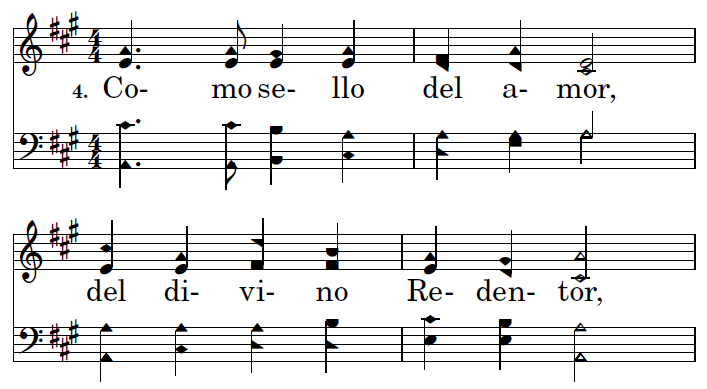 4. Co- mo se- llo del a- mor,
del di- vi- no Re- den- tor,